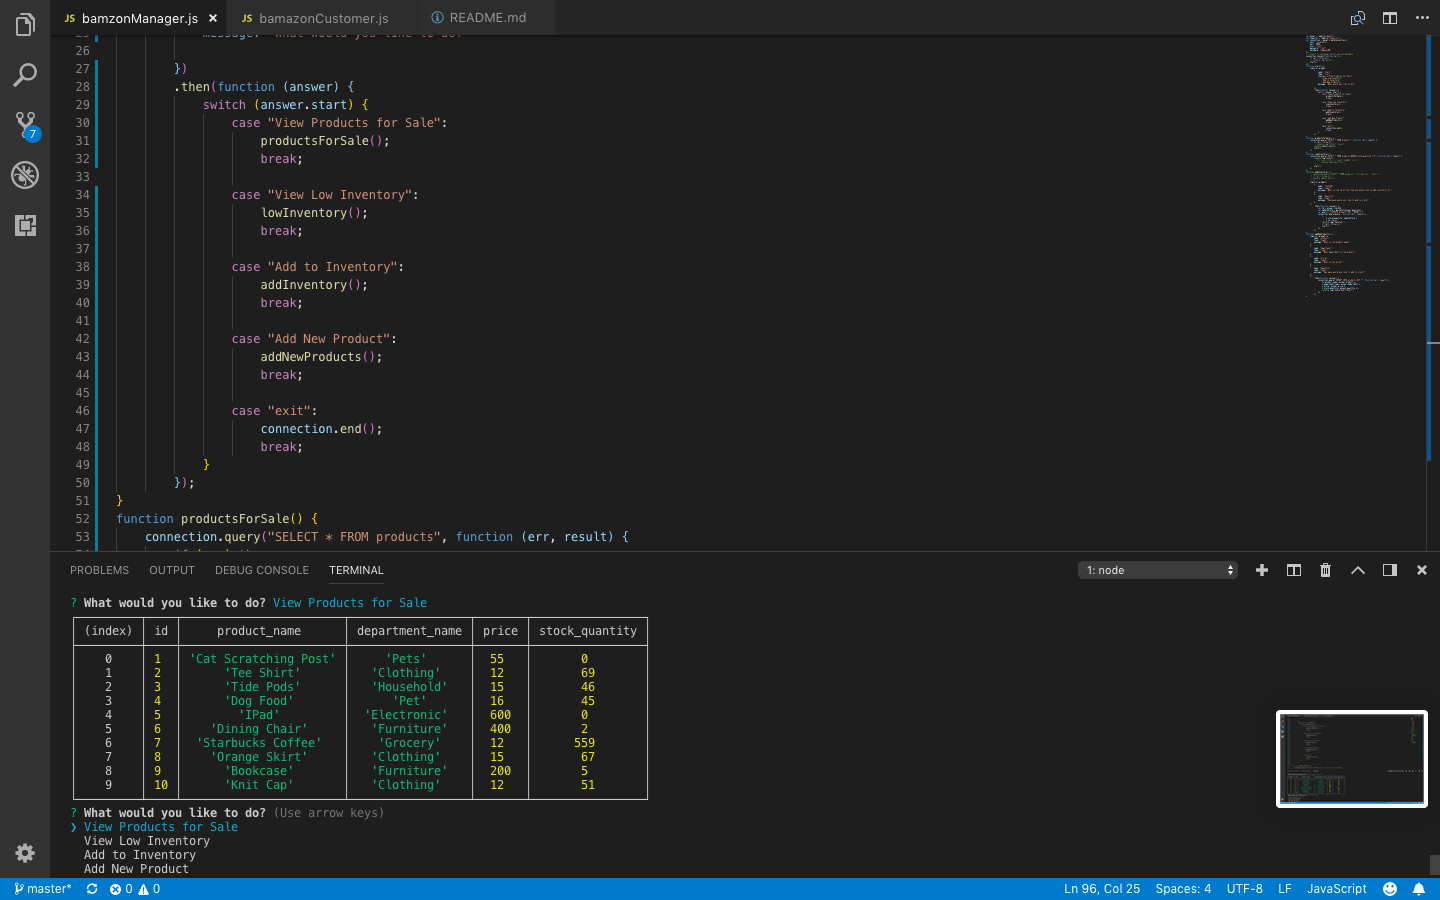 JS bamzonManager.js ×
JS bamazonCustomer.js
README.md
26
27 })
28 .then(function (answer) {
29 switch (answer.start) {
30 case "View Products for Sale":
31 productsForSale();
32 break;
33
34 case "View Low Inventory":
35 lowInventory();
36 break;
37
38 case "Add to Inventory":
39 addInventory();
40 break;
41
42 case "Add New Product":
43 addNewProducts();
44 break;
45
46 case "exit":
47 connection.end();
48 break;
49 }
50 });
51 }
52 function productsForSale() {
53 connection.query("SELECT * FROM products", function (err, result) {
7
PROBLEMS OUTPUT DEBUG CONSOLE TERMINAL 1: node
? What would you like to do? View Products for Sale
(index) id product_name department_name price stock_quantity
0 1 'Cat Scratching Post' 'Pets' 55 0
1 2 'Tee Shirt' 'Clothing' 12 69
2 3 'Tide Pods' 'Household' 15 46
3 4 'Dog Food' 'Pet' 16 45
4 5 'IPad' 'Electronic' 600 0
5 6 'Dining Chair' 'Furniture' 400 2
6 7 'Starbucks Coffee' 'Grocery' 12 559
7 8 'Orange Skirt' 'Clothing' 15 67
8 9 'Bookcase' 'Furniture' 200 5
9 10 'Knit Cap' 'Clothing' 12 51
? What would you like to do? (Use arrow keys)
❯ View Products for Sale
View Low Inventory
Add to Inventory
Add New Product
master* 0 0 Ln 96, Col 25 Spaces: 4 UTF-8 LF JavaScript